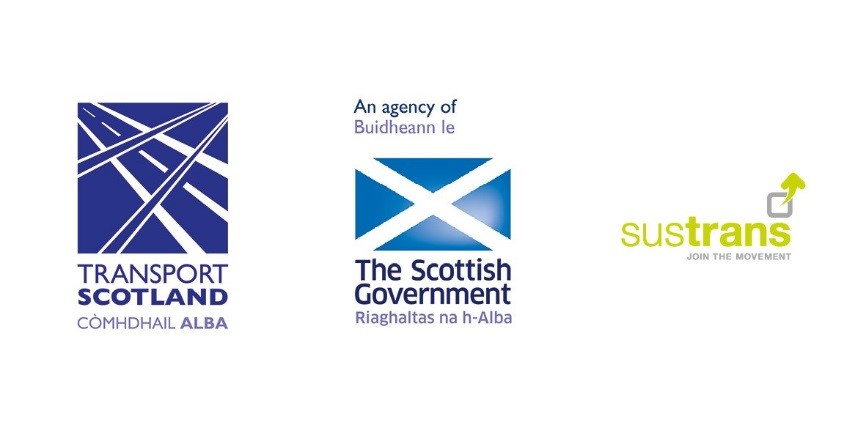 TRANSPORT
SCOTLAND
CÒMHDHAIL ALBA
An agency of
Buidheann le
The Scottish
Government
Riaghaltas na h-Alba
sustrans
JOIN THE MOVEMENT